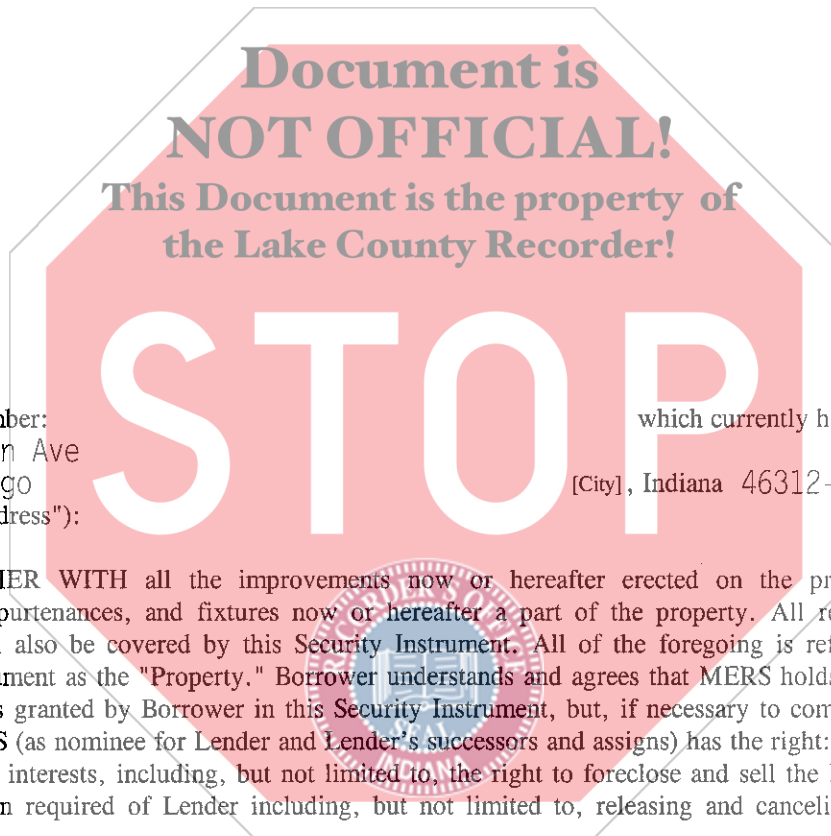 Document is
NOT OFFICIAL!
This Document is the property of
the Lake County Recorder!
STOP
mber: which currently h
n Ave
go [City], Indiana 46312-
dress"):
IER WITH all the improvements now or hereafter erected on the pr
purtenances, and fixtures now or hereafter a part of the property. All re
also be covered by this Security Instrument. All of the foregoing is ref
ument as the "Property." Borrower understands and agrees that MERS holds
s granted by Borrower in this Security Instrument, but, if necessary to com
S (as nominee for Lender and Lender's successors and assigns) has the right:
interests, including, but not limited to, the right to foreclose and sell the
n required of Lender including, but not limited to, releasing and canceli
RECORDER'S OFFICE
SEAL
INDIANA